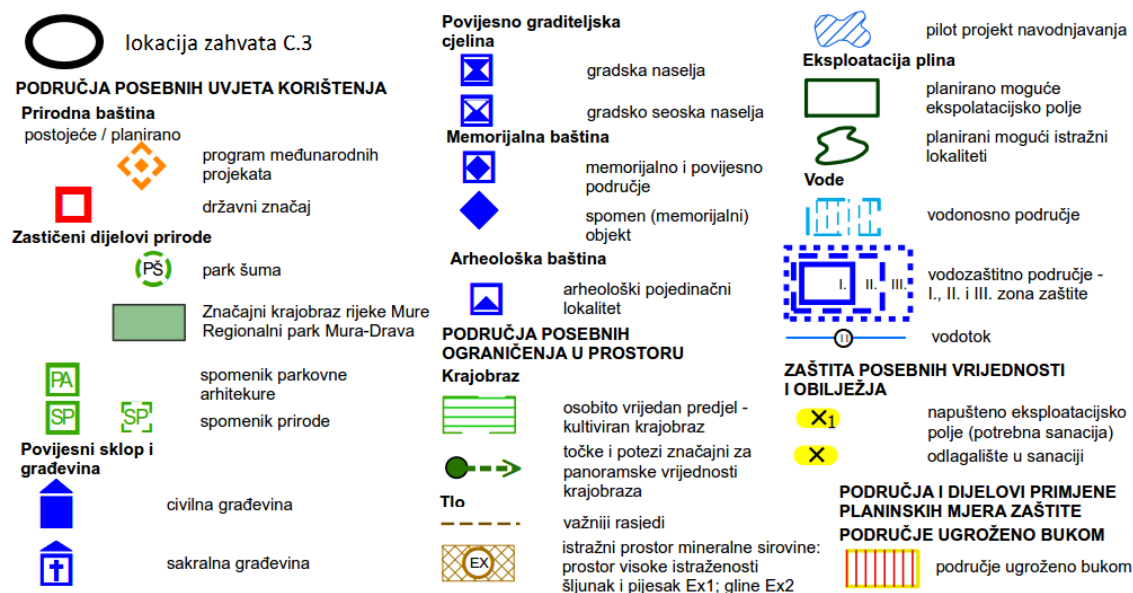 lokacija zahvata C.3
PODRUČJA POSEBNIH UVJETA KORIŠTENJA
Prirodna baština
postojeće / planirano
program međunarodnih
projekata
državni značaj
Zastičeni dijelovi prirode
PŠ
park šuma
Značajni krajobraz rijeke Mure
Regionalni park Mura-Drava
PA
spomenik parkovne
arhitekure
SP
SP
spomenik prirode
Povijesni sklop i
građevina
civilna građevina
sakralna građevina
Povijesno graditeljska
cjelina
gradska naselja
gradsko seoska naselja
Memorijalna baština
memorijalno i povijesno
područje
spomen (memorijalni)
objekt
Arheološka baština
arheološki pojedinačni
lokalitet
PODRUČJA POSEBNIH
OGRANIČENJA U PROSTORU
Krajobraz
osobito vrijedan predjel -
kultiviran krajobraz
točke i potezi značajni za
panoramske vrijednosti
krajobraza
Tlo
važniji rasjedi
EX
istražni prostor mineralne sirovine:
prostor visoke istraženosti
šljunak i pijesak Ex1; gline Ex2
pilot projekt navodnjavanja
Eksploatacija plina
planirano moguće
ekspolatacijsko polje
planirani mogući istražni
lokaliteti
Vode
vodonosno područje
I. II. III.
vodozaštitno područje -
I., II. i III. zona zaštite
II
vodotok
ZAŠTITA POSEBNIH VRIJEDNOSTI
I OBILJEŽJA
X1
napušteno eksploatacijsko
polje (potrebna sanacija)
X
odlagalište u sanaciji
PODRUČJA I DIJELOVI PRIMJENE
PLANINSKIH MJERA ZAŠTITE
PODRUČJE UGROŽENO BUKOM
područje ugroženo bukom